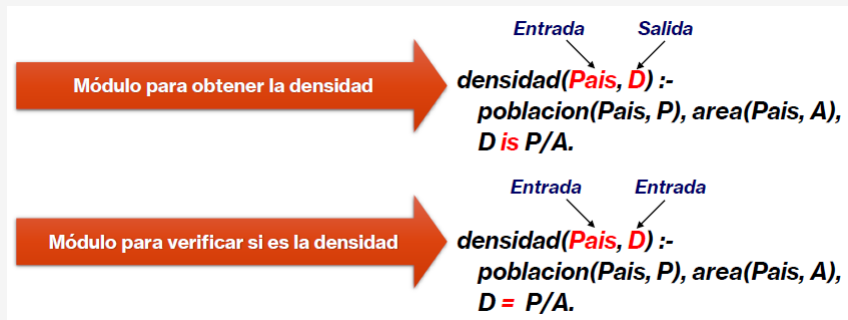 Entrada Salida
Módulo para obtener la densidad
densidad(Pais, D) :-
poblacion(Pais, P), area(Pais, A),
D is P/A.
Entrada Entrada
Módulo para verificar si es la densidad
densidad(Pais, D) :-
poblacion(Pais, P), area(Pais, A),
D = P/A.